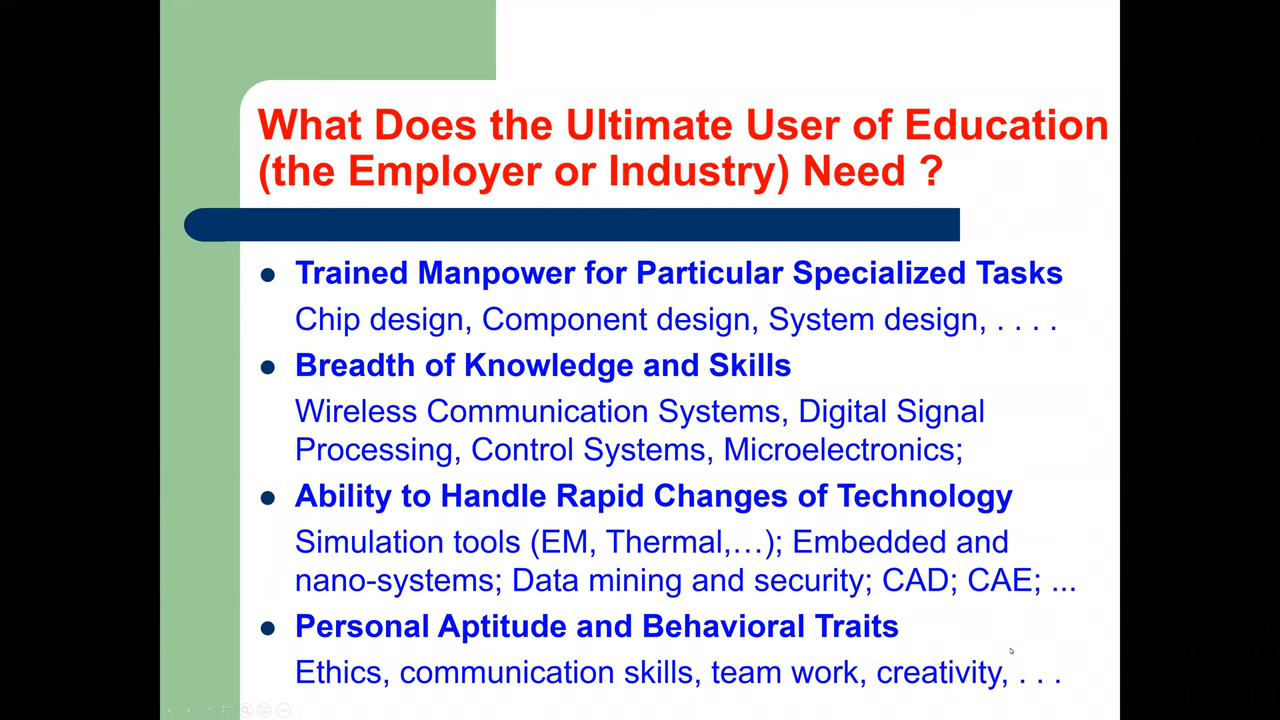 What Does the Ultimate User of Education
(the Employer or Industry) Need ?
● Trained Manpower for Particular Specialized Tasks
Chip design, Component design, System design, . . . .
● Breadth of Knowledge and Skills
Wireless Communication Systems, Digital Signal
Processing, Control Systems, Microelectronics;
● Ability to Handle Rapid Changes of Technology
Simulation tools (EM, Thermal,…); Embedded and
nano-systems; Data mining and security; CAD; CAE; ...
● Personal Aptitude and Behavioral Traits
Ethics, communication skills, team work, creativity, . . .